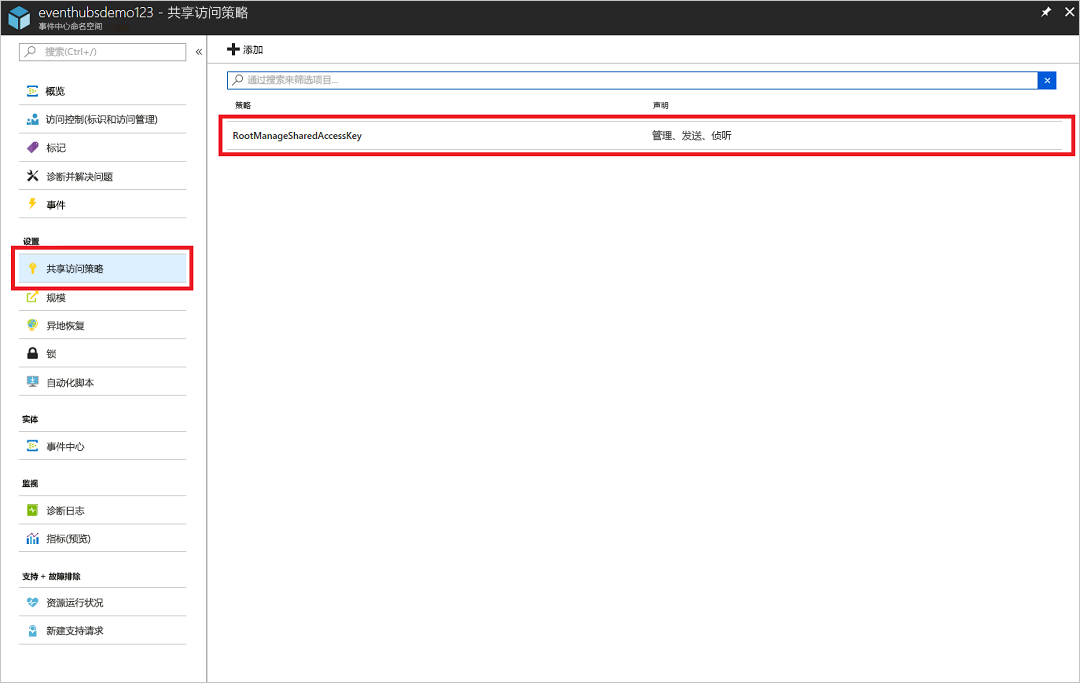 eventhubsdemo123 - 共享访问策略
事件中心命名空间
搜索(Ctrl+/)
«
概览
访问控制(标识和访问管理)
标记
诊断并解决问题
事件
设置
共享访问策略
规模
异地恢复
锁
自动化脚本
实体
事件中心
监视
诊断日志
指标(预览)
支持 + 故障排除
资源运行状况
新建支持请求
添加
通过搜索来筛选项目...
策略 声明
RootManageSharedAccessKey 管理、发送、侦听